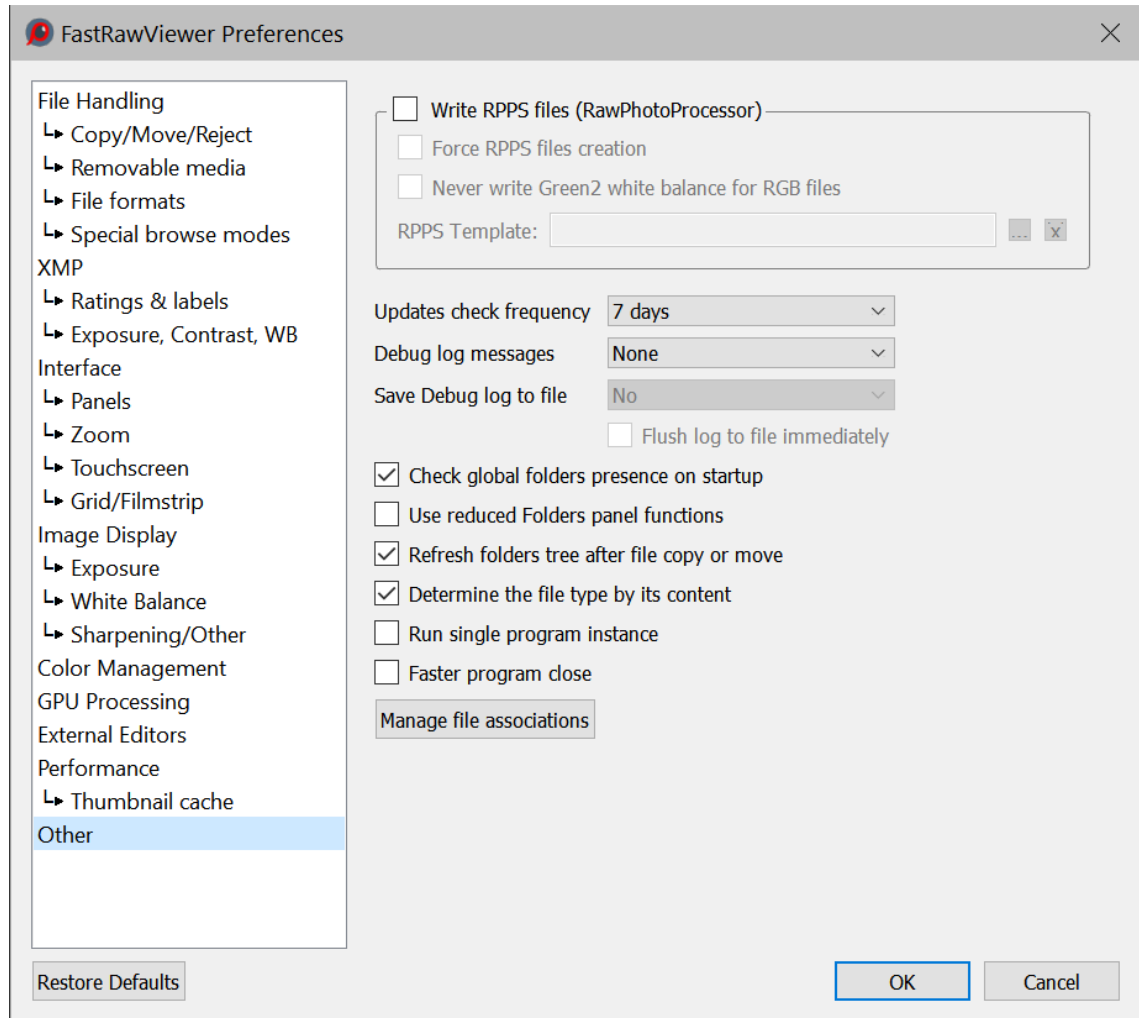 FastRawViewer Preferences
File Handling
Copy/Move/Reject
Removable media
File formats
Special browse modes
XMP
Ratings & labels
Exposure, Contrast, WB
Interface
Panels
Zoom
Touchscreen
Grid/Filmstrip
Image Display
Exposure
White Balance
Sharpening/Other
Color Management
GPU Processing
External Editors
Performance
Thumbnail cache
Other
Write RPPS files (RawPhotoProcessor)
Force RPPS files creation
Never write Green2 white balance for RGB files
RPPS Template: ... x
Updates check frequency 7 days
Debug log messages None
Save Debug log to file No
Flush log to file immediately
Check global folders presence on startup
Use reduced Folders panel functions
Refresh folders tree after file copy or move
Determine the file type by its content
Run single program instance
Faster program close
Manage file associations
Restore Defaults OK Cancel